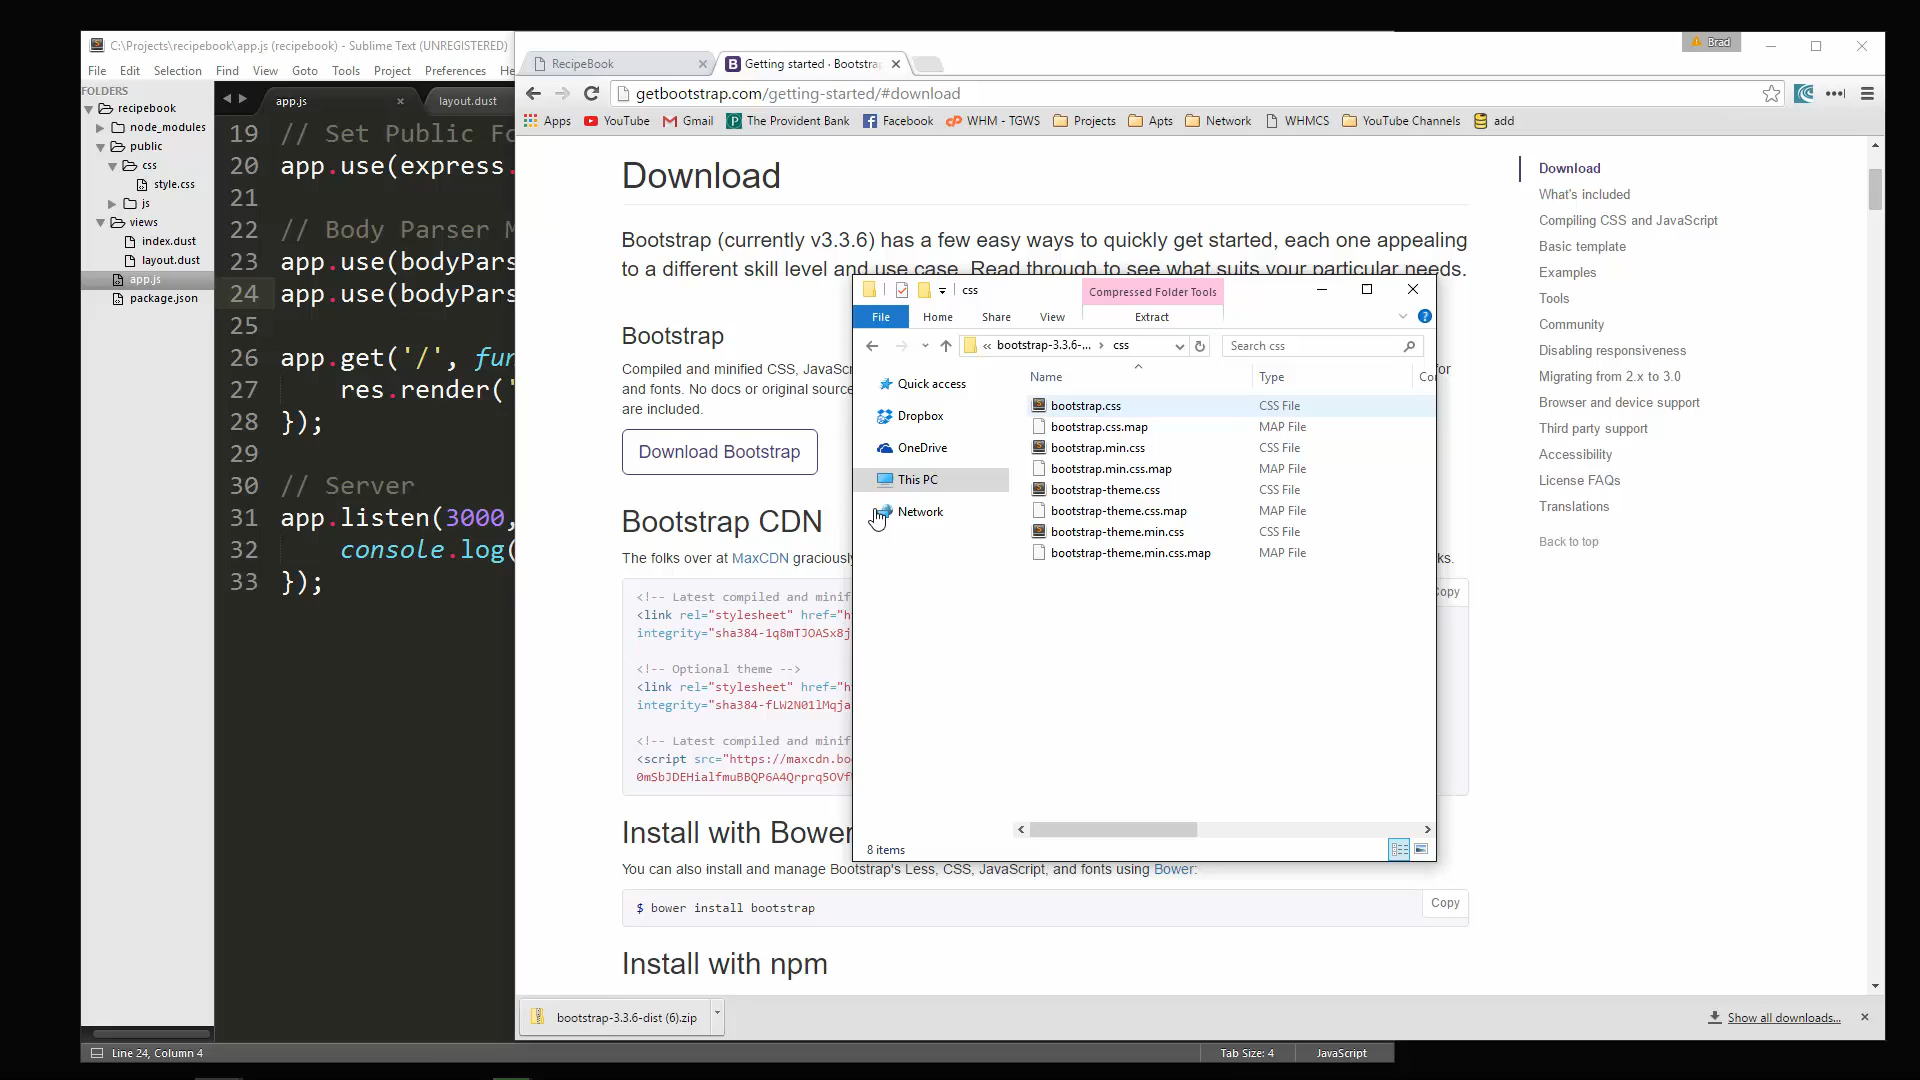 C:\Projects\recipebook\app.js (recipebook) - Sublime Text (UNREGISTERED)
File Edit Selection Find View Goto Tools Project Preferences He
FOLDERS
recipebook
node_modules
public
css
style.css
js
views
index.dust
layout.dust
app.js
package.json
app.js
layout.dust
19 // Set Public Fo
20 app.use(express.
21
22 // Body Parser M
23 app.use(bodyPars
24 app.use(bodyPars
25
26 app.get('/', fun
27 res.render('
28 });
29
30 // Server
31 app.listen(3000,
32 console.log(
33 });
Line 24, Column 4
Tab Size: 4
JavaScript
Brad
RecipeBook
Getting started · Bootstra
getbootstrap.com/getting-started/#download
Apps YouTube Gmail The Provident Bank Facebook WHM - TGWS Projects Apts Network WHMCS YouTube Channels add
Download
Bootstrap (currently v3.3.6) has a few easy ways to quickly get started, each one appealing
to a different skill level and use case. Read through to see what suits your particular needs.
Bootstrap
Compiled and minified CSS, JavaScr
and fonts. No docs or original source
are included.
Download Bootstrap
or
Bootstrap CDN
The folks over at MaxCDN graciously
ks.
<!-- Latest compiled and minif
<link rel="stylesheet" href="h
integrity="sha384-1q8mTJOASx8j
<!-- Optional theme -->
<link rel="stylesheet" href="h
integrity="sha384-fLW2N01lMqja
<!-- Latest compiled and minif
<script src="https://maxcdn.bo
0mSbJDEHialfmuBBQP6A4Qrprq5OVf
opy
Install with Bower
You can also install and manage Bootstrap's Less, CSS, JavaScript, and fonts using Bower:
$ bower install bootstrap
Copy
Install with npm
Download
What's included
Compiling CSS and JavaScript
Basic template
Examples
Tools
Community
Disabling responsiveness
Migrating from 2.x to 3.0
Browser and device support
Third party support
Accessibility
License FAQs
Translations
Back to top
css
Compressed Folder Tools
File Home Share View Extract
« bootstrap-3.3.6-... › css
Search css
Quick access
Dropbox
OneDrive
This PC
Network
Name Type Co
bootstrap.css CSS File
bootstrap.css.map MAP File
bootstrap.min.css CSS File
bootstrap.min.css.map MAP File
bootstrap-theme.css CSS File
bootstrap-theme.css.map MAP File
bootstrap-theme.min.css CSS File
bootstrap-theme.min.css.map MAP File
8 items
bootstrap-3.3.6-dist (6).zip
Show all downloads...